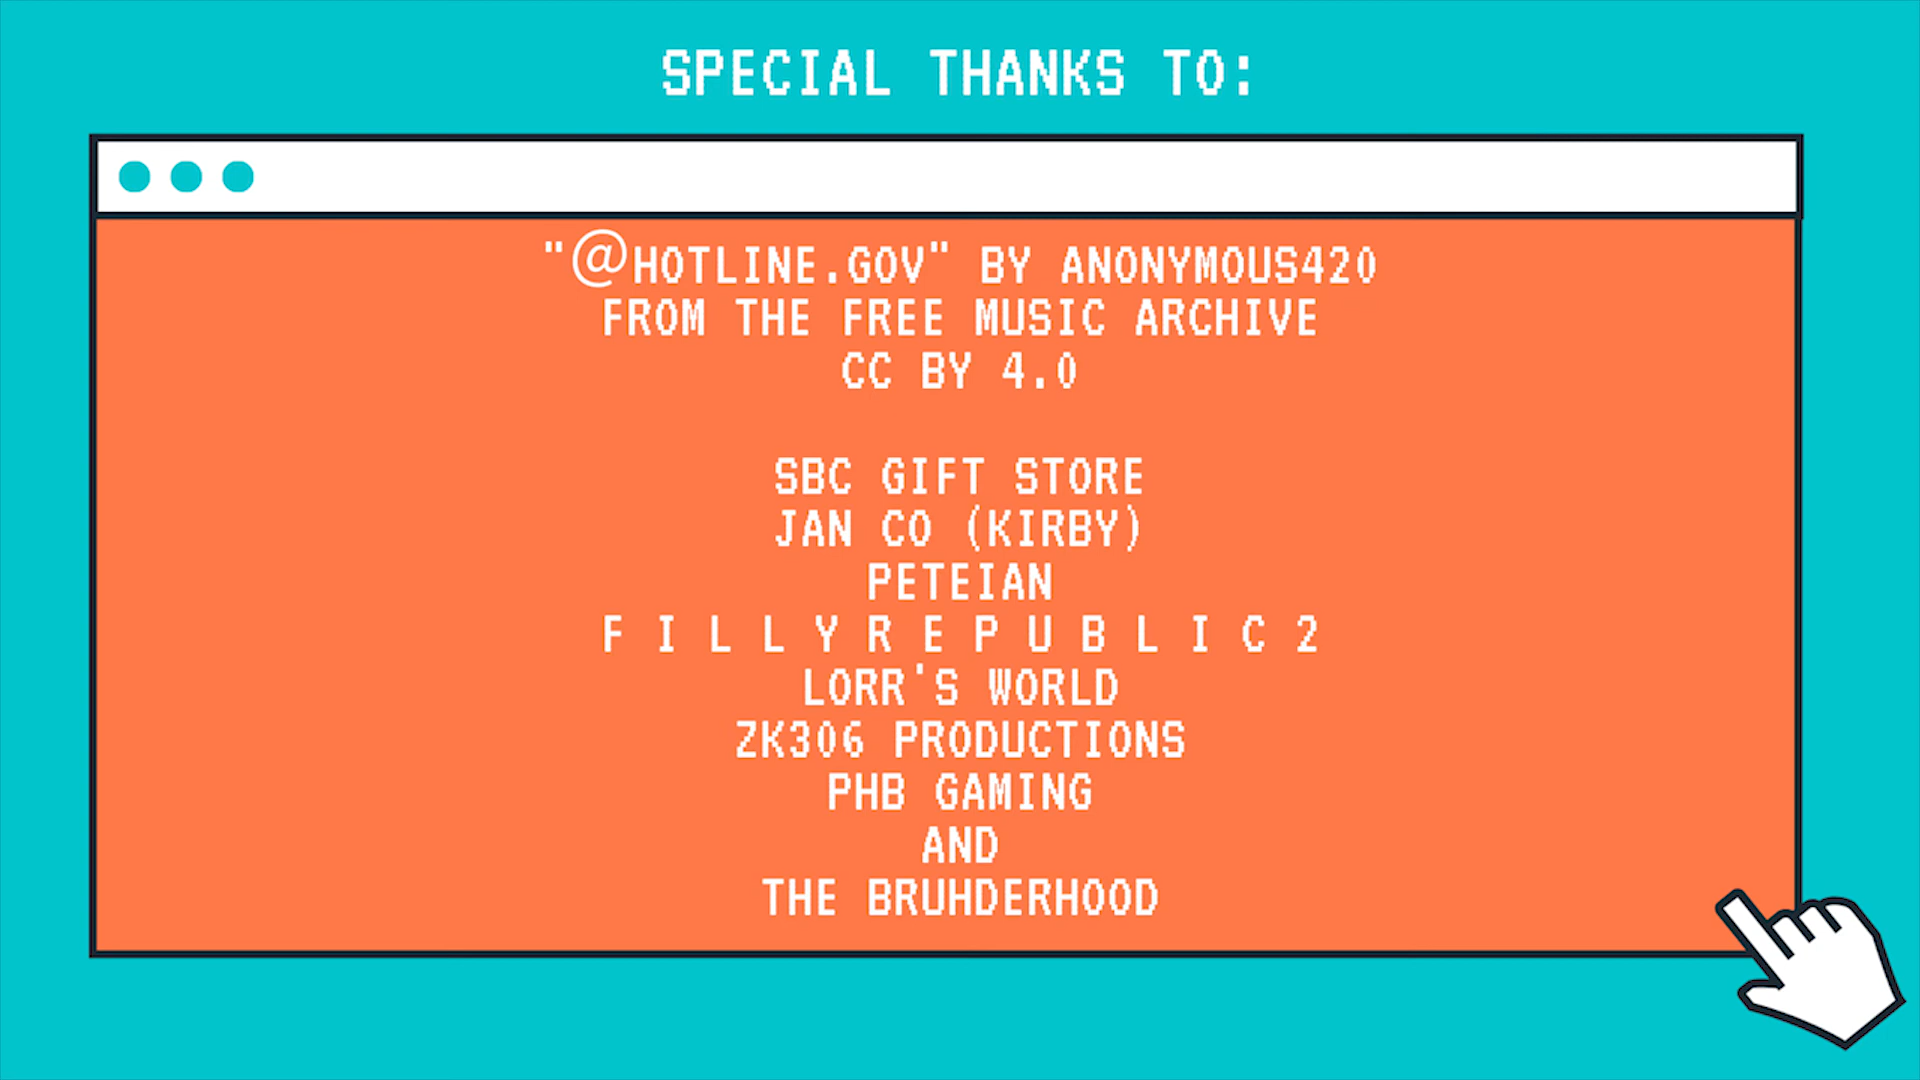 SPECIAL THANKS TO:
"@HOTLINE.GOV" BY ANONYMOUS420
FROM THE FREE MUSIC ARCHIVE
CC BY 4.0
SBC GIFT STORE
JAN CO (KIRBY)
PETEIAN
F I L L Y R E P U B L I C 2
LORR'S WORLD
ZK306 PRODUCTIONS
PHB GAMING
AND
THE BRUHDERHOOD